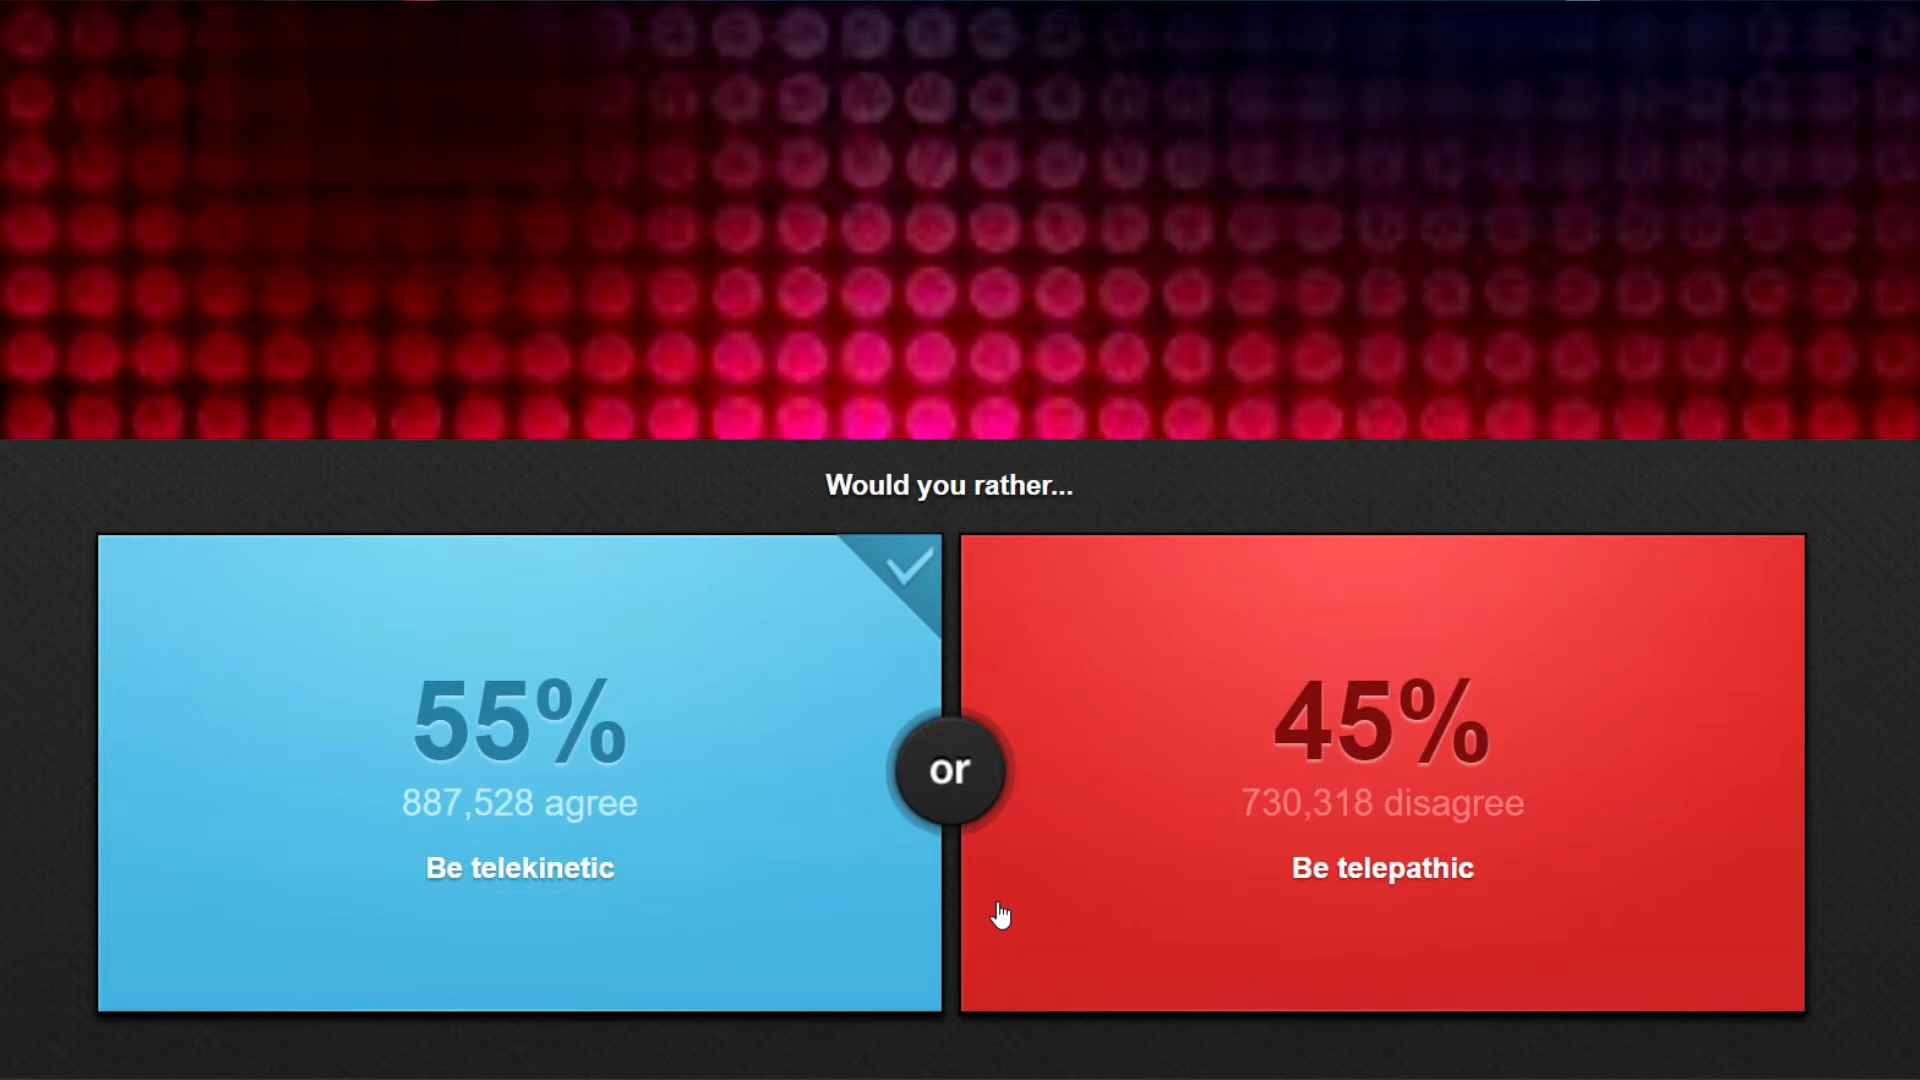 Would you rather...
55%
887,528 agree
Be telekinetic
or
45%
730,318 disagree
Be telepathic